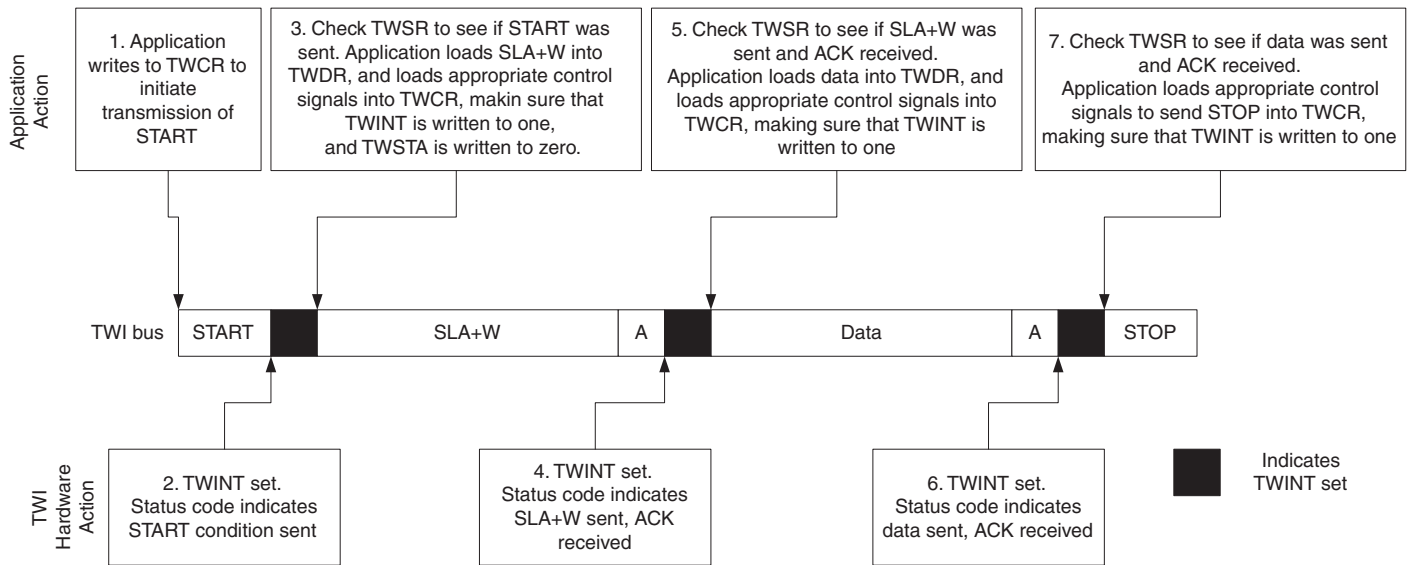 Application
Action
1. Application
writes to TWCR to
initiate
transmission of
START
3. Check TWSR to see if START was
sent. Application loads SLA+W into
TWDR, and loads appropriate control
signals into TWCR, makin sure that
TWINT is written to one,
and TWSTA is written to zero.
5. Check TWSR to see if SLA+W was
sent and ACK received.
Application loads data into TWDR, and
loads appropriate control signals into
TWCR, making sure that TWINT is
written to one
7. Check TWSR to see if data was sent
and ACK received.
Application loads appropriate control
signals to send STOP into TWCR,
making sure that TWINT is written to one
TWI bus
START
SLA+W
A
Data
A
STOP
TWI
Hardware
Action
2. TWINT set.
Status code indicates
START condition sent
4. TWINT set.
Status code indicates
SLA+W sent, ACK
received
6. TWINT set.
Status code indicates
data sent, ACK received
Indicates
TWINT set